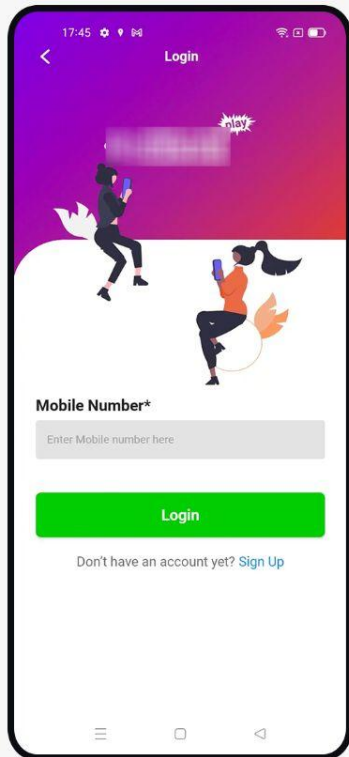 17:45
Login
play
Mobile Number*
Enter Mobile number here
Login
Don't have an account yet? Sign Up